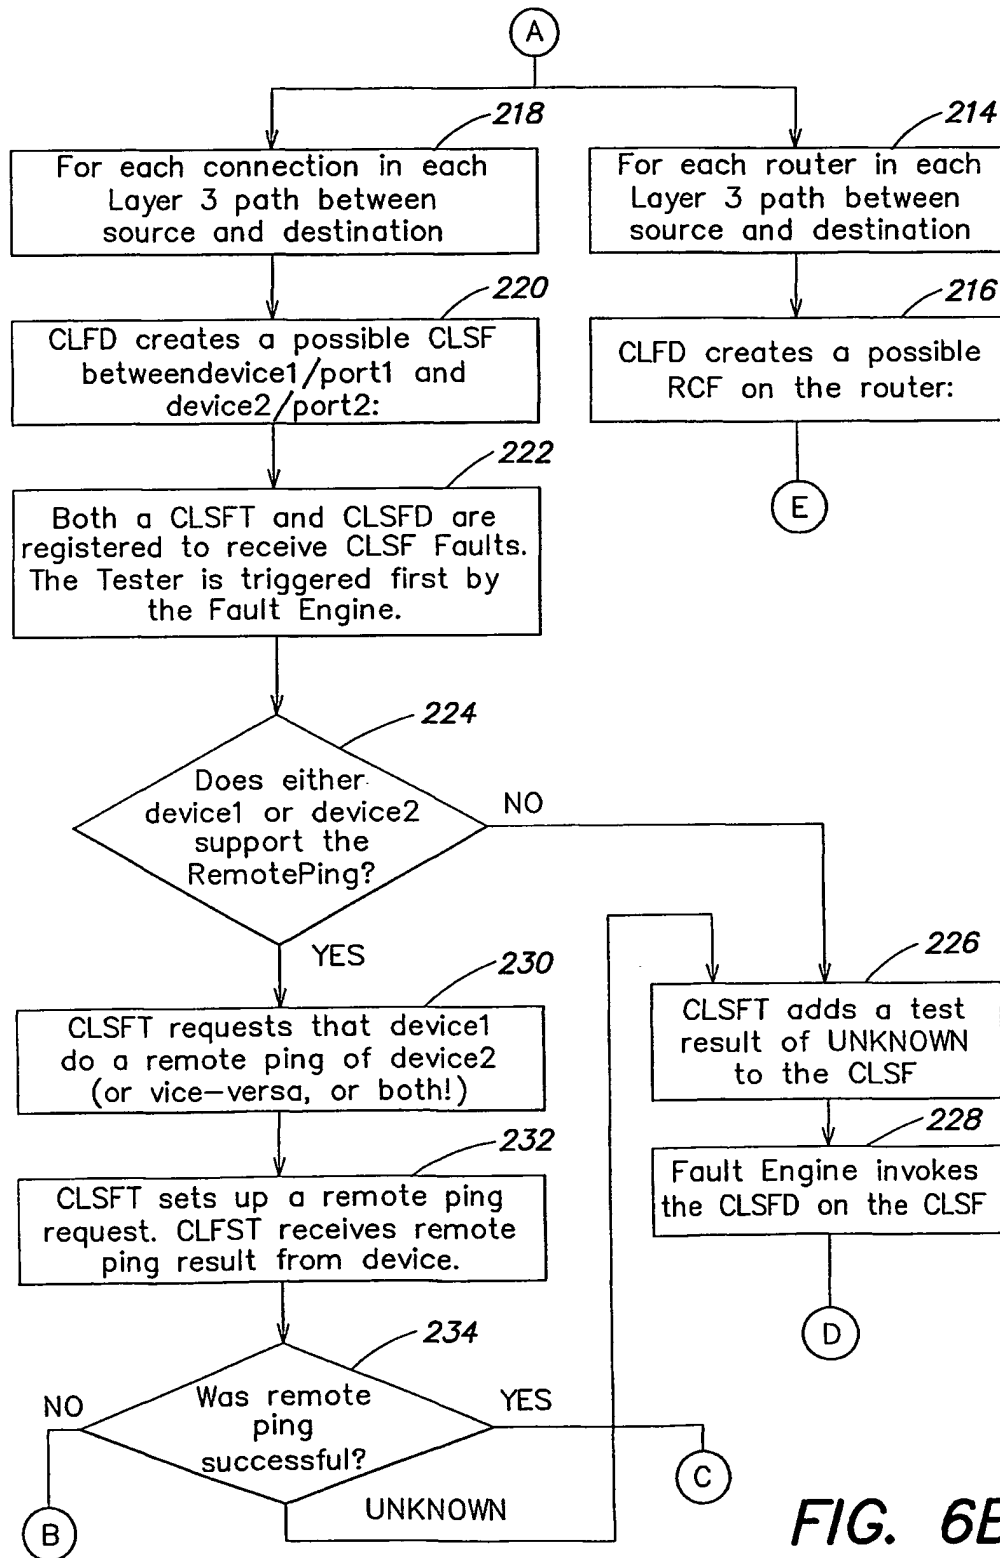 A
218
For each connection in each
Layer 3 path between
source and destination
214
For each router in each
Layer 3 path between
source and destination
220
CLFD creates a possible CLSF
betweendevice1/port1 and
device2/port2:
216
CLFD creates a possible
RCF on the router:
E
222
Both a CLSFT and CLSFD are
registered to receive CLSF Faults.
The Tester is triggered first by
the Fault Engine.
224
Does either
device1 or device2
support the
RemotePing?
NO
YES
230
CLSFT requests that device1
do a remote ping of device2
(or vice-versa, or both!)
226
CLSFT adds a test
result of UNKNOWN
to the CLSF
228
Fault Engine invokes
the CLSFD on the CLSF
D
232
CLSFT sets up a remote ping
request. CLFST receives remote
ping result from device.
234
Was remote
ping
successful?
NO
YES
UNKNOWN
B
C
FIG. 6B